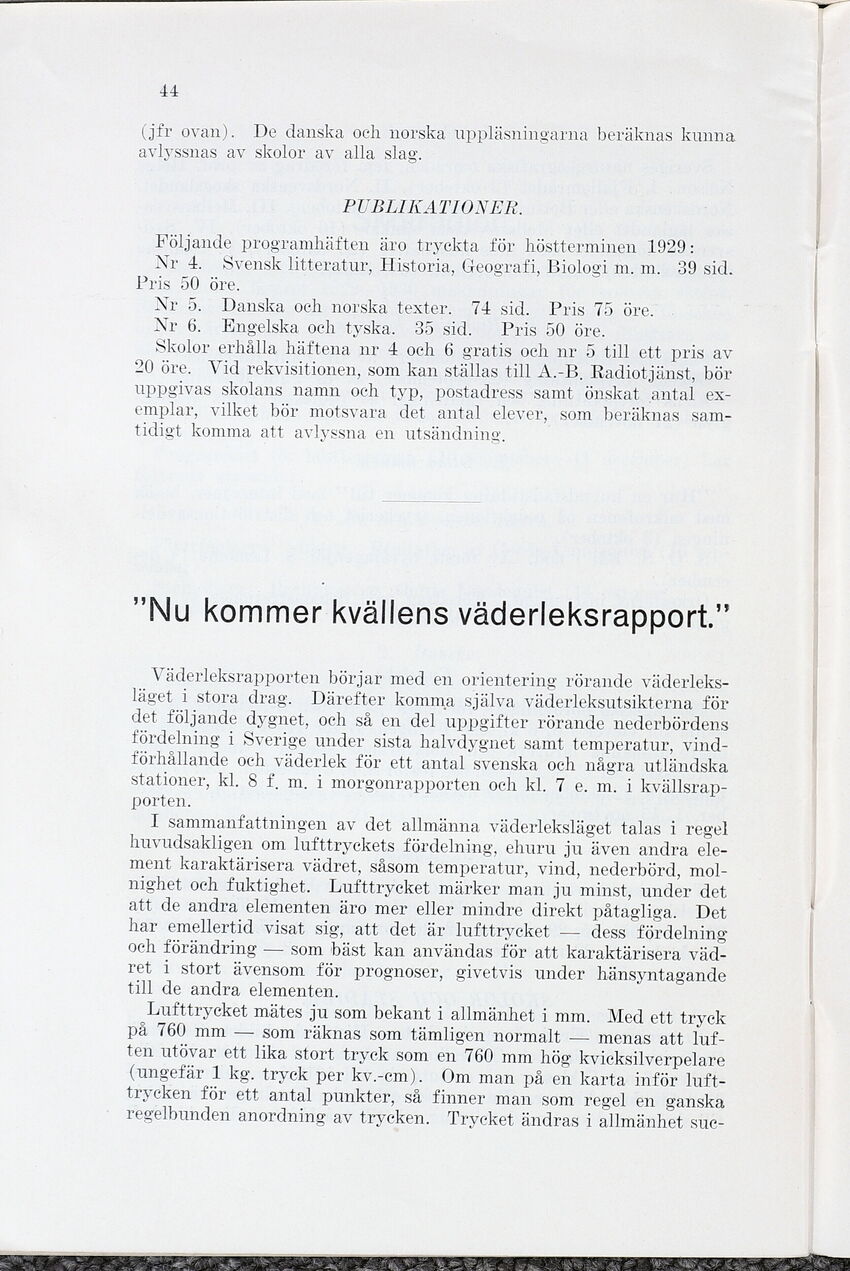 44
(jfr ovan). De danska och norska uppläsningarna beräknas kunna
avlyssnas av skolor av alla slag.
PUBLIKATIONER.
Följande programhäften äro tryckta för höstterminen 1929:
Nr 4. Svensk litteratur, Historia, Geografi, Biologi m. m. 39 sid.
Pris 50 öre.
Nr 5. Danska och norska texter. 74 sid. Pris 75 öre.
Nr 6. Engelska och tyska. 35 sid. Pris 50 öre.
Skolor erhålla häftena nr 4 och 6 gratis och nr 5 till ett pris av
20 öre. Vid rekvisitionen, som kan ställas till A.-B. Radiotjänst, bör
uppgivas skolans namn och typ, postadress samt önskat antal ex-
emplar, vilket bör motsvara det antal elever, som beräknas sam-
tidigt komma att avlyssna en utsändning.
”Nu kommer kvällens väderleksrapport.”
Väderleksrapporten börjar med en orientering rörande väderleks-
läget i stora drag. Därefter komma själva väderleksutsikterna för
det följande dygnet, och så en del uppgifter rörande nederbördens
fördelning i Sverige under sista halvdygnet samt temperatur, vind-
förhållande och väderlek för ett antal svenska och några utländska
stationer, kl. 8 f. m. i morgonrapporten och kl. 7 e. m. i kvällsrap-
porten.
I sammanfattningen av det allmänna väderleksläget talas i regel
huvudsakligen om lufttryckets fördelning, ehuru ju även andra ele-
ment karaktärisera vädret, såsom temperatur, vind, nederbörd, mol-
nighet och fuktighet. Lufttrycket märker man ju minst, under det
att de andra elementen äro mer eller mindre direkt påtagliga. Det
har emellertid visat sig, att det är lufttrycket — dess fördelning
och förändring — som bäst kan användas för att karaktärisera väd-
ret i stort ävensom för prognoser, givetvis under hänsyntagande
till de andra elementen.
Lufttrycket mätes ju som bekant i allmänhet i mm. Med ett tryck
på 760 mm — som räknas som tämligen normalt — menas att luf-
ten utövar ett lika stort tryck som en 760 mm hög kvicksilverpelare
(ungefär 1 kg. tryck per kv.-cm). Om man på en karta inför luft-
trycken för ett antal punkter, så finner man som regel en ganska
regelbunden anordning av trycken. Trycket ändras i allmänhet suc-